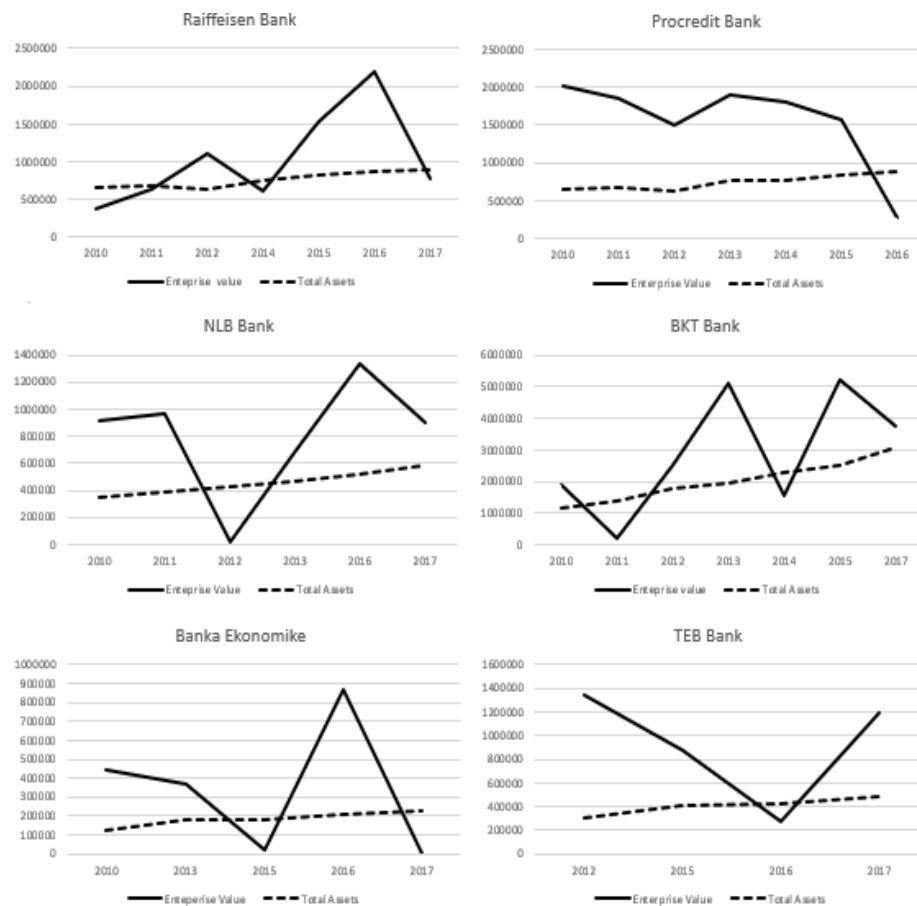 Raiffeisen Bank
2500000
2000000
1500000
1000000
500000
0
2010 2011 2012 2014 2015 2016 2017
Enteprise value Total Assets
Procredit Bank
2500000
2000000
1500000
1000000
500000
0
2010 2011 2012 2013 2014 2015 2016
Enterprise Value Total Assets
NLB Bank
1400000
1200000
1000000
800000
600000
400000
200000
0
2010 2011 2012 2013 2016 2017
Enteprise Value Total Assets
BKT Bank
6000000
5000000
4000000
3000000
2000000
1000000
0
2010 2011 2012 2013 2014 2015 2017
Enteprise value Total Assets
Banka Ekonomike
1000000
900000
800000
700000
600000
500000
400000
300000
200000
100000
0
2010 2013 2015 2016 2017
Enteperise Value Total Assets
TEB Bank
1600000
1400000
1200000
1000000
800000
600000
400000
200000
0
2012 2015 2016 2017
Enterprise Value Total Assets